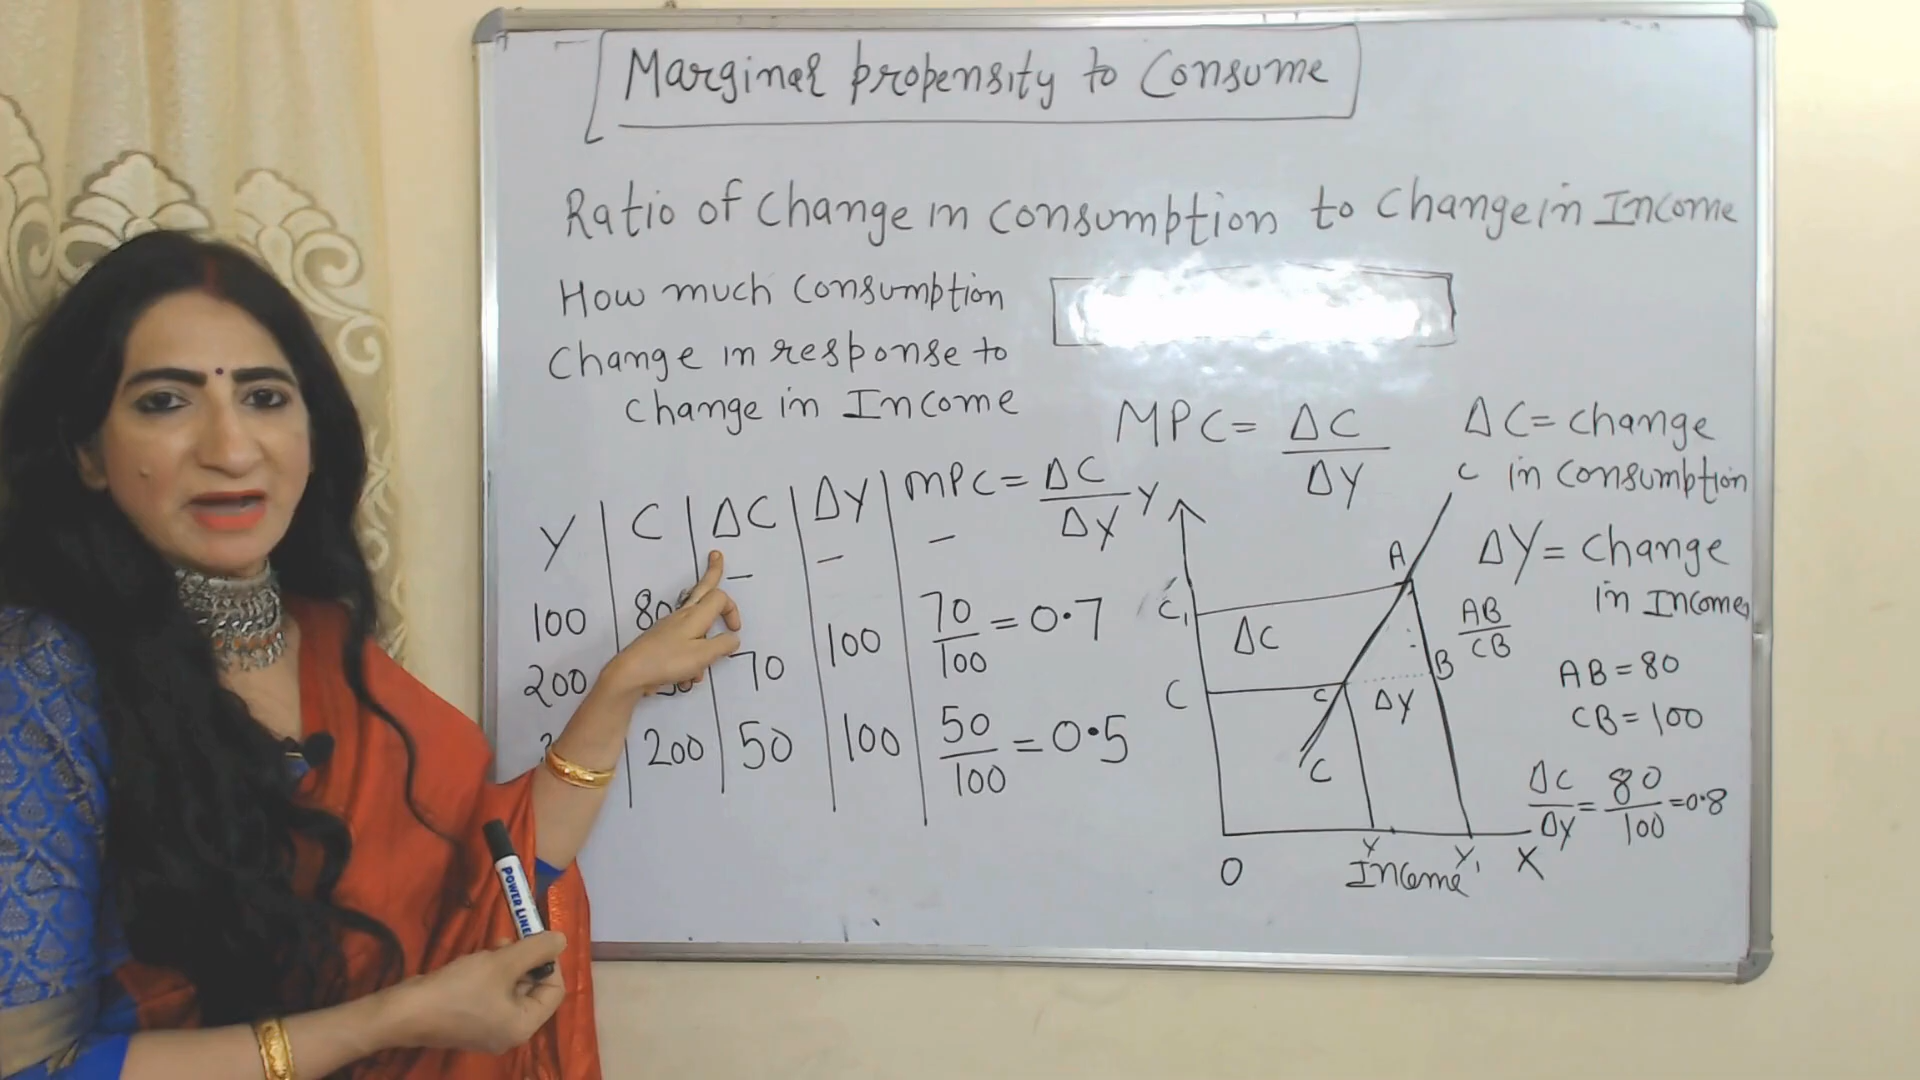 Marginal propensity to Consume
Ratio of Change in Consumption to Change in Income
How much Consumption
Change in response to
Change in Income
MPC = ΔC
ΔY
ΔC = Change
in Consumption
ΔY = Change
in Income
Y C ΔC ΔY MPC = ΔC
ΔY
- - -
100 80
200 70 100 70
100 = 0.7
200 50 100 50
100 = 0.5
Y
C
A
C1
ΔC
AB
CB
C C ΔY B
C
AB = 80
CB = 100
ΔC
ΔY = 80
100 = 0.8
O Y Y1 X
Income
POWER LINE